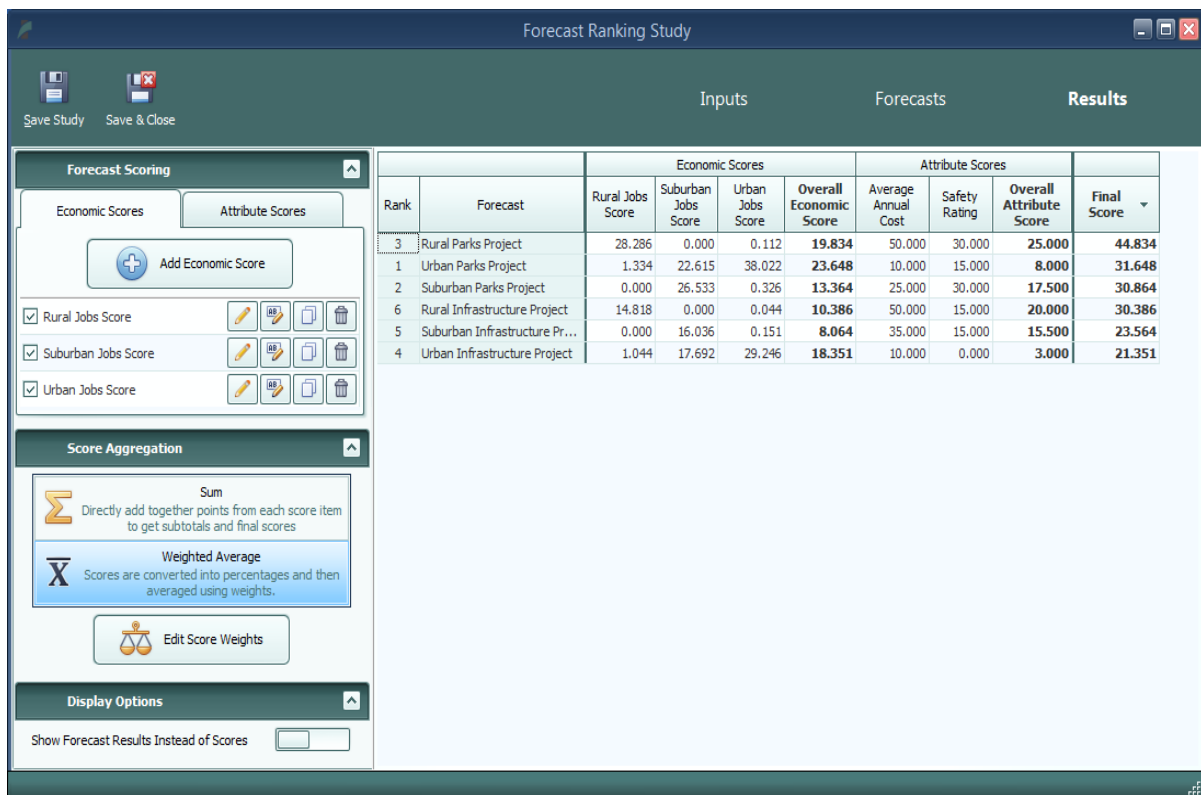 Forecast Ranking Study
Save Study
Save & Close
Inputs
Forecasts
Results
Forecast Scoring
Economic Scores
Attribute Scores
Add Economic Score
Rural Jobs Score
Suburban Jobs Score
Urban Jobs Score
Score Aggregation
Sum
Directly add together points from each score item
to get subtotals and final scores
X
Weighted Average
Scores are converted into percentages and then
averaged using weights.
Edit Score Weights
Display Options
Show Forecast Results Instead of Scores
Economic Scores Attribute Scores
Rank Forecast Rural Jobs Score Suburban Jobs Score Urban Jobs Score Overall Economic Score Average Annual Cost Safety Rating Overall Attribute Score Final Score
3 Rural Parks Project 28.286 0.000 0.112 19.834 50.000 30.000 25.000 44.834
1 Urban Parks Project 1.334 22.615 38.022 23.648 10.000 15.000 8.000 31.648
2 Suburban Parks Project 0.000 26.533 0.326 13.364 25.000 30.000 17.500 30.864
6 Rural Infrastructure Project 14.818 0.000 0.044 10.386 50.000 15.000 20.000 30.386
5 Suburban Infrastructure Pr... 0.000 16.036 0.151 8.064 35.000 15.000 15.500 23.564
4 Urban Infrastructure Project 1.044 17.692 29.246 18.351 10.000 0.000 3.000 21.351